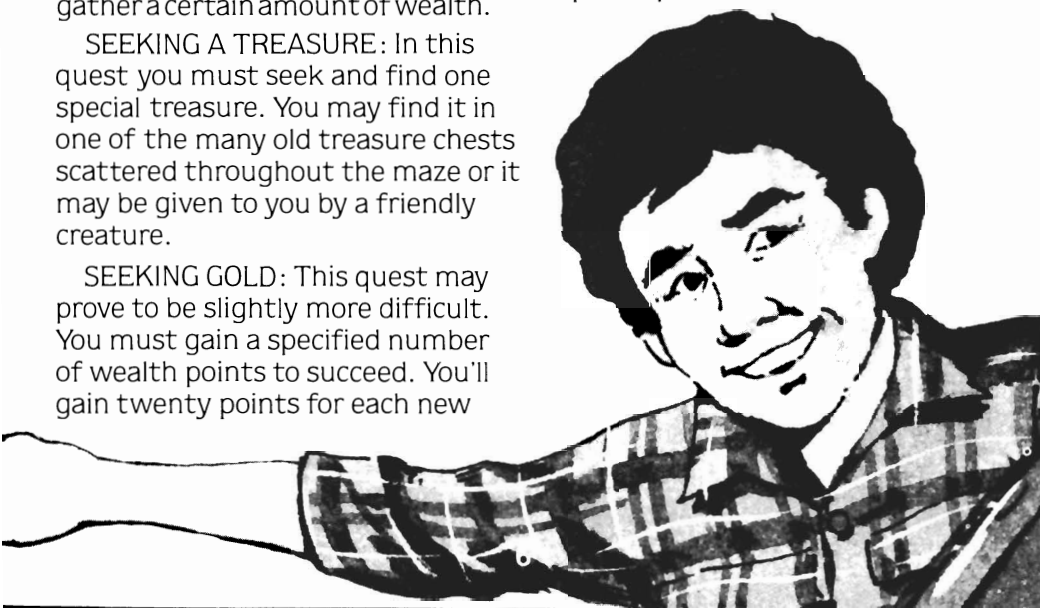 gather a certain amount of wealth.
SEEKING A TREASURE: In this
quest you must seek and find one
special treasure. You may find it in
one of the many old treasure chests
scattered throughout the maze or it
may be given to you by a friendly
creature.
SEEKING GOLD: This quest may
prove to be slightly more difficult.
You must gain a specified number
of wealth points to succeed. You'll
gain twenty points for each new